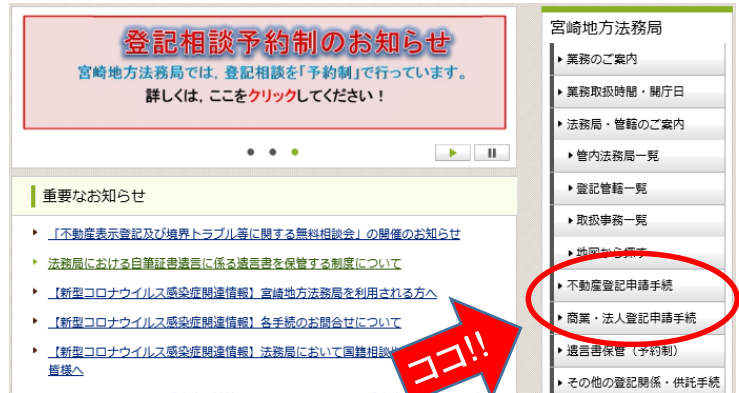 登記相談予約制のお知らせ
宮崎地方法務局では，登記相談を「予約制」で行っています。
詳しくは，ここをクリックしてください！
重要なお知らせ
「不動産表示登記及び境界トラブル等に関する無料相談会」の開催のお知らせ
法務局における自筆証書遺言に係る遺言書を保管する制度について
【新型コロナウイルス感染症関連情報】宮崎地方法務局を利用される方へ
【新型コロナウイルス感染症関連情報】各手続のお問合せについて
【新型コロナウイルス感染症関連情報】法務局において国籍相談
皆様へ
ココ!!
宮崎地方法務局
業務のご案内
業務取扱時間・開庁日
法務局・管轄のご案内
管内法務局一覧
登記管轄一覧
取扱事務一覧
地図から探す
不動産登記申請手続
商業・法人登記申請手続
遺言書保管（予約制）
その他の登記関係・供託手続